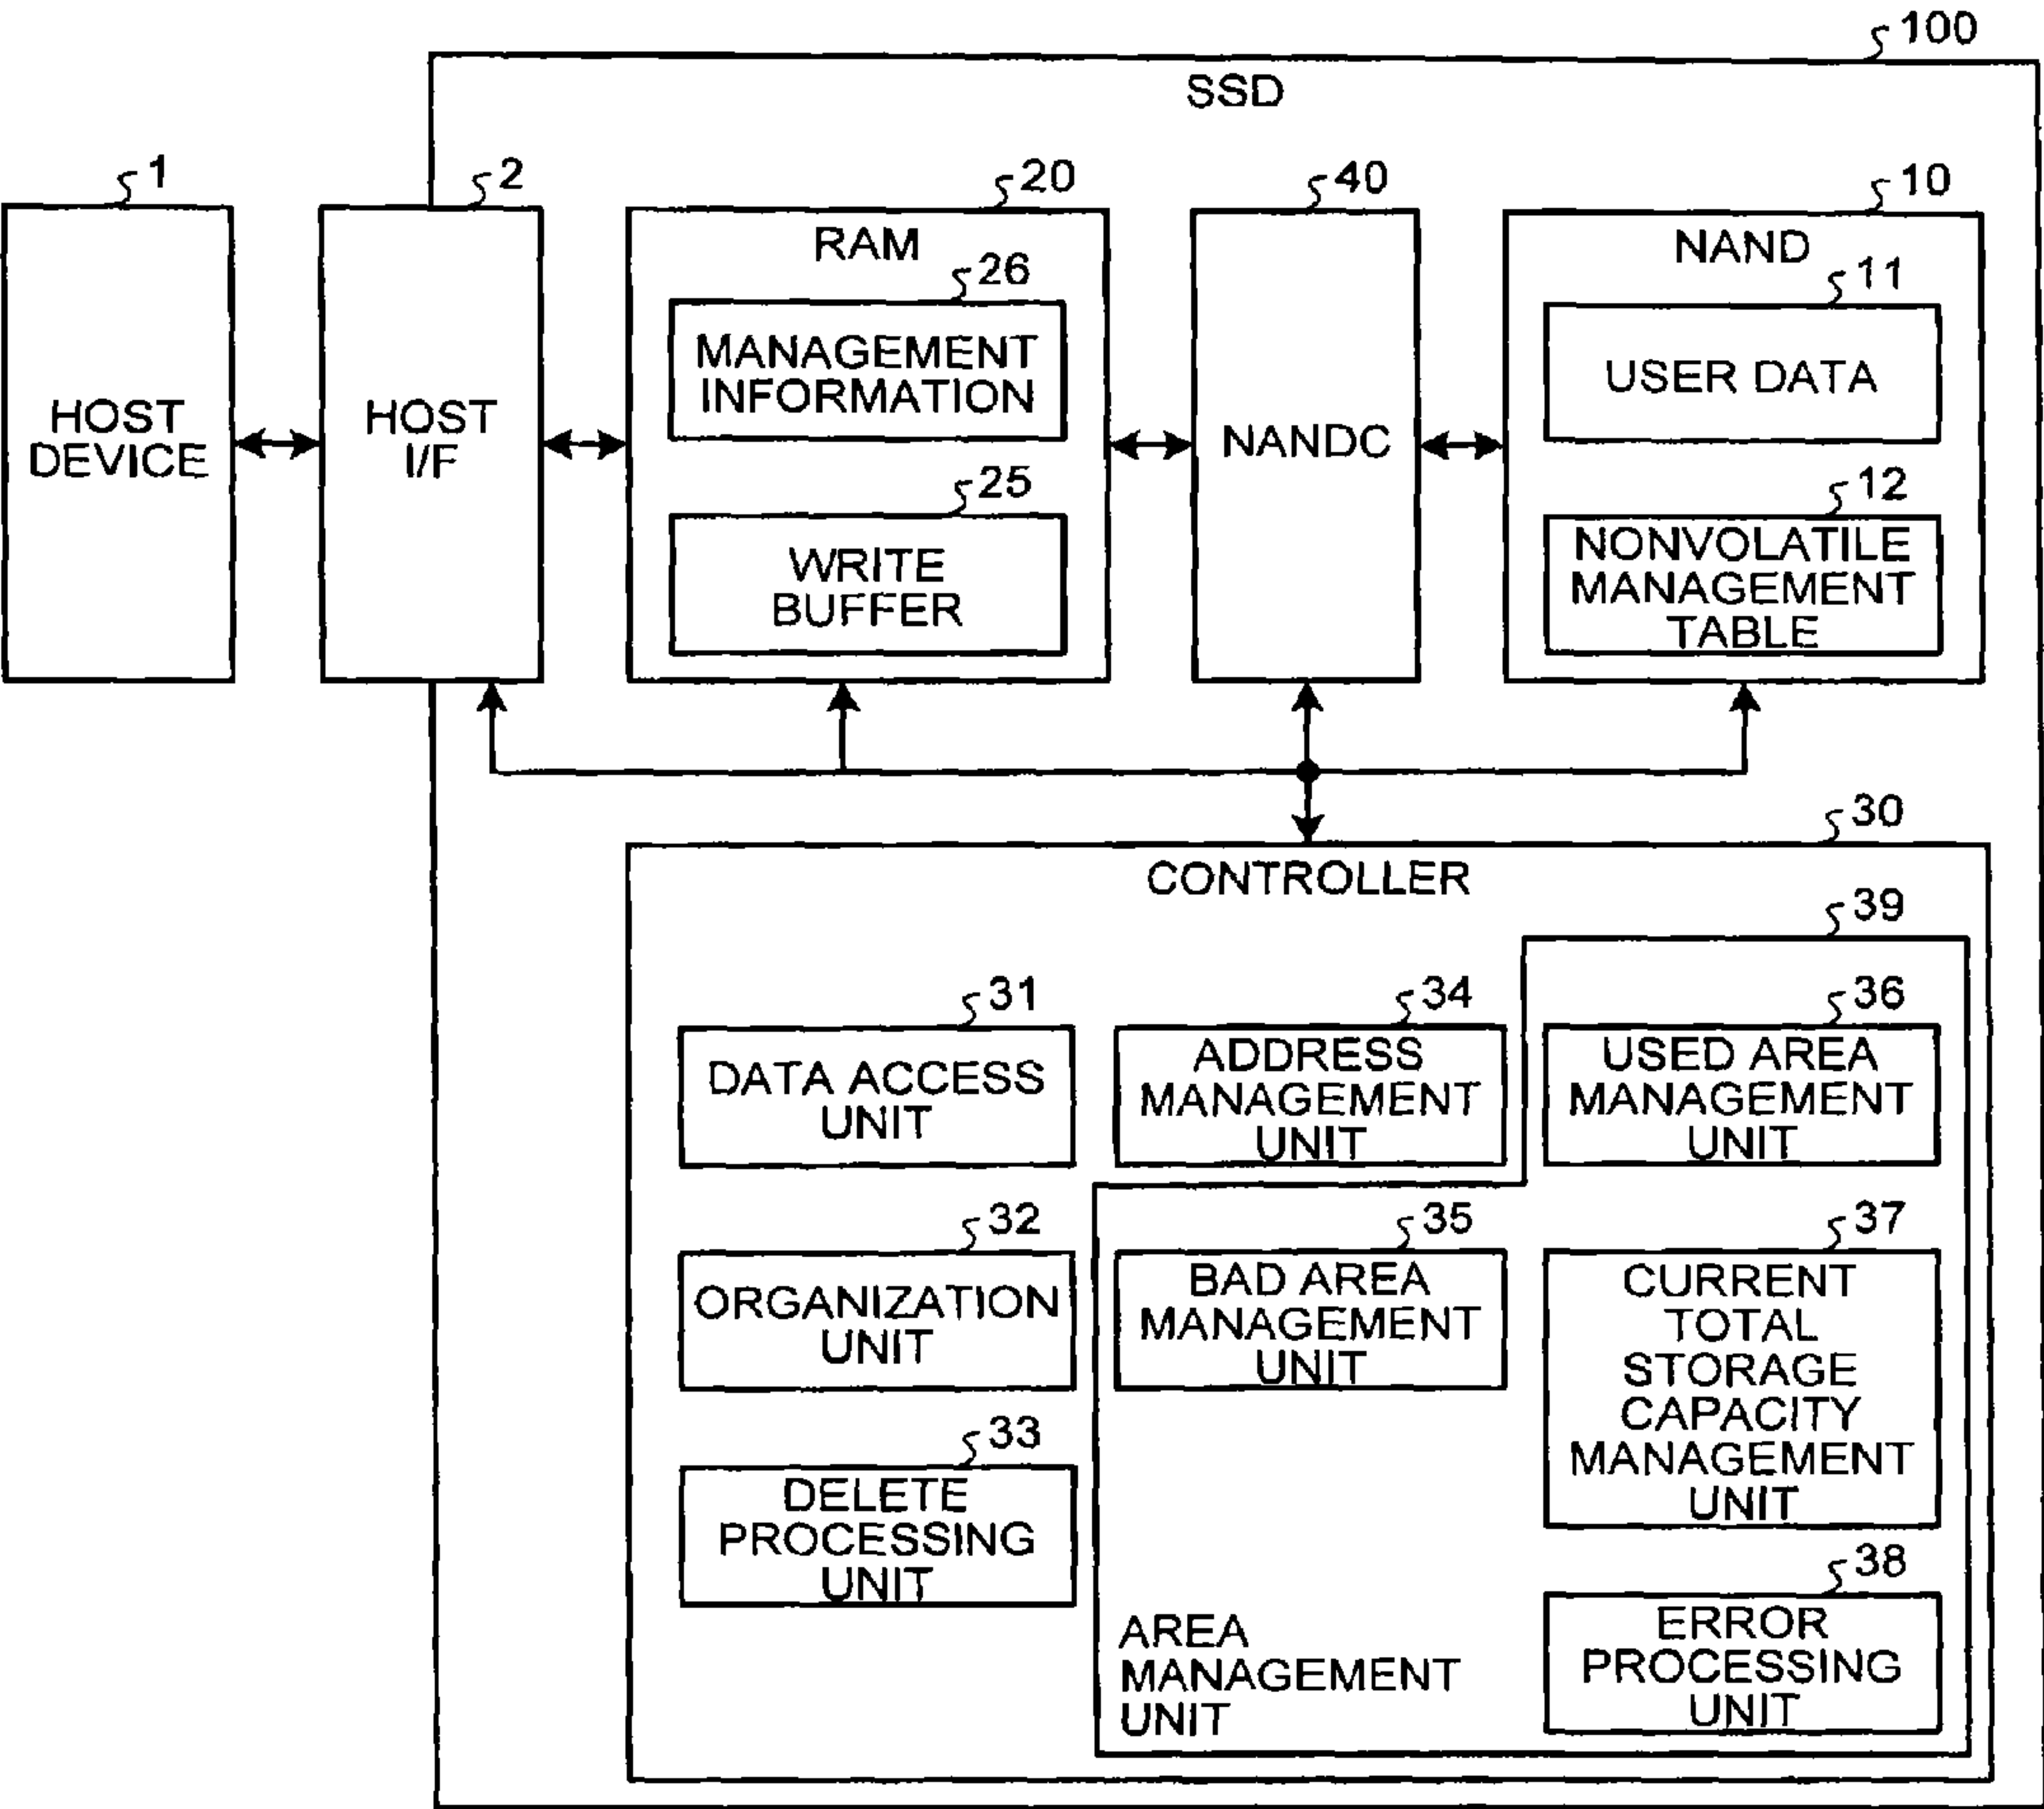 100
SSD
1
2
20
40
10
RAM
NAND
26
11
MANAGEMENT
INFORMATION
USER DATA
HOST
DEVICE
HOST
I/F
NANDC
25
12
WRITE
BUFFER
NONVOLATILE
MANAGEMENT
TABLE
30
CONTROLLER
39
31
34
36
DATA ACCESS
UNIT
ADDRESS
MANAGEMENT
UNIT
USED AREA
MANAGEMENT
UNIT
32
35
37
ORGANIZATION
UNIT
BAD AREA
MANAGEMENT
UNIT
CURRENT
TOTAL
STORAGE
CAPACITY
MANAGEMENT
UNIT
33
DELETE
PROCESSING
UNIT
38
AREA
MANAGEMENT
UNIT
ERROR
PROCESSING
UNIT